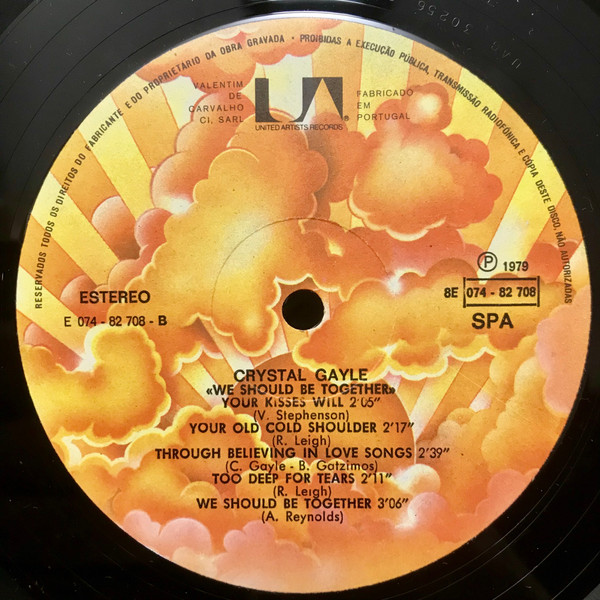 RESERVADOS TODOS OS DIREITOS DO FABRICANTE E DO PROPRIETÁRIO DA OBRA GRAVADA • PROIBIDAS A EXECUÇÃO PÚBLICA, TRANSMISSÃO RADIOFÓNICA E CÓPIA DESTE DISCO, NÃO AUTORIZADAS
VALENTIM
DE
CARVALHO
CI. SARL
UA®
UNITED ARTISTS RECORDS
FABRICADO
EM
PORTUGAL
ESTEREO
E 074 - 82 708 - B
Ⓟ 1979
8E 074 - 82 708
SPA
CRYSTAL GAYLE
«WE SHOULD BE TOGETHER»
YOUR KISSES WILL 2'05"
(V. Stephenson)
YOUR OLD COLD SHOULDER 2'17"
(R. Leigh)
THROUGH BELIEVING IN LOVE SONGS 2'39"
(C. Gayle - B. Gatzimos)
TOO DEEP FOR TEARS 2'11"
(R. Leigh)
WE SHOULD BE TOGETHER 3'06"
(A. Reynolds)